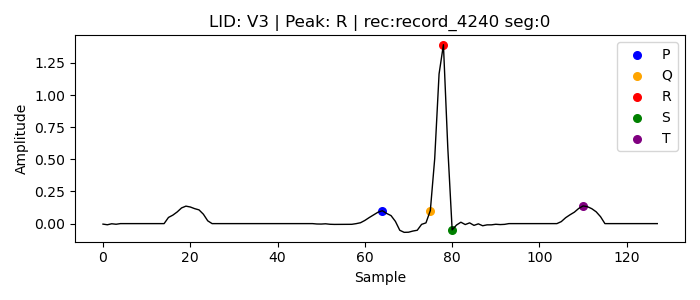 LID: V3 | Peak: R | rec:record_4240 seg:0
Amplitude
1.25
1.00
0.75
0.50
0.25
0.00
0 20 40 60 80 100 120
Sample
P
Q
R
S
T